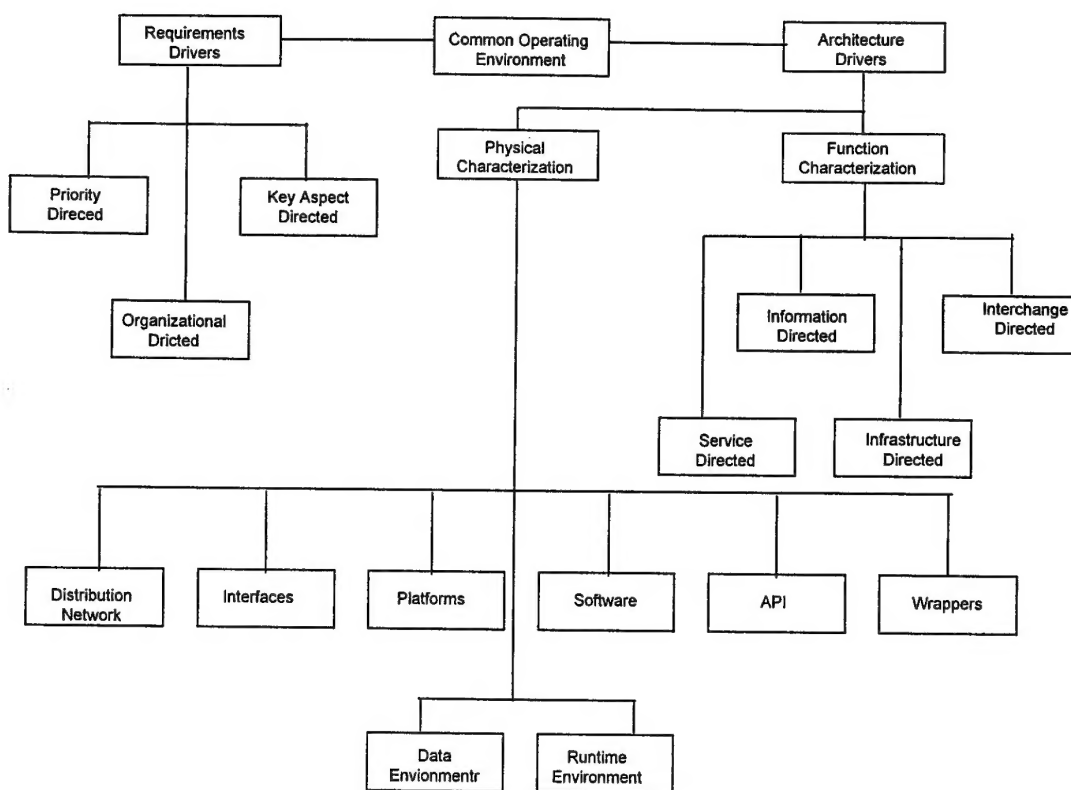 Requirements
Drivers
Common Operating
Environment
Architecture
Drivers
Physical
Characterization
Function
Characterization
Priority
Direced
Key Aspect
Directed
Organizational
Dricted
Information
Directed
Interchange
Directed
Service
Directed
Infrastructure
Directed
Distribution
Network
Interfaces
Platforms
Software
API
Wrappers
Data
Envionmentr
Runtime
Environment